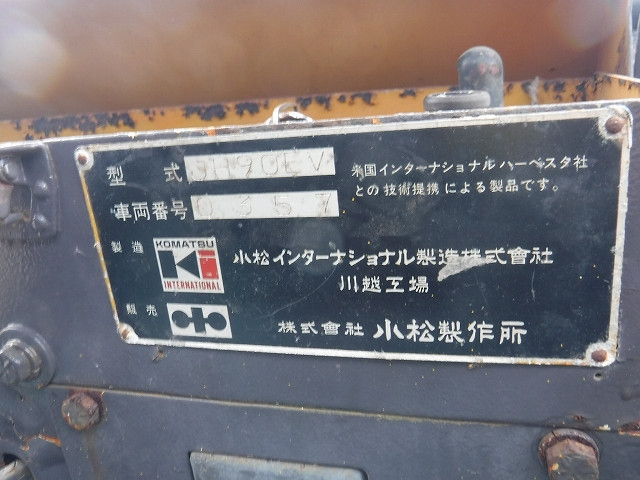 型式 JH90EV
米国インターナショナルハーベスタ社
との技術提携による製品です。
車両番号 0357
製造 KOMATSU INTERNATIONAL 小松インターナショナル製造株式會社
川越工場
販売 株式會社 小松製作所